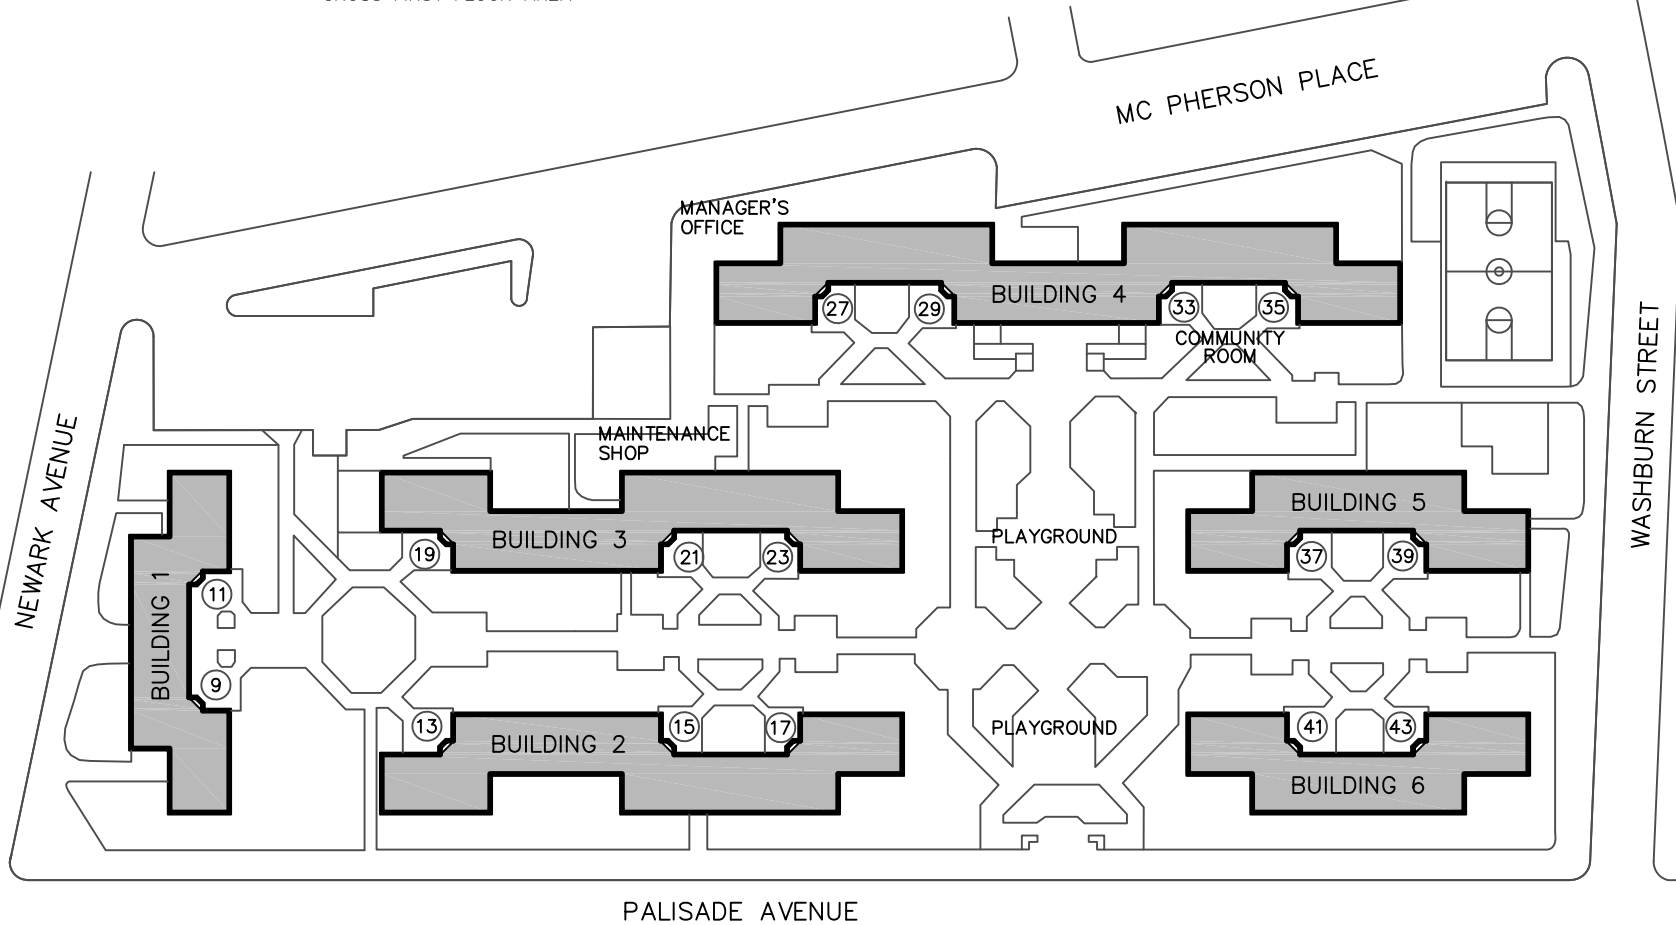 MC PHERSON PLACE
MANAGER'S
OFFICE
BUILDING 4
27
29
33
35
COMMUNITY
ROOM
WASHBURN STREET
NEWARK AVENUE
MAINTENANCE
SHOP
BUILDING 3
19
21
23
PLAYGROUND
BUILDING 5
37
39
BUILDING 1
11
9
13
BUILDING 2
15
17
PLAYGROUND
41
43
BUILDING 6
PALISADE AVENUE